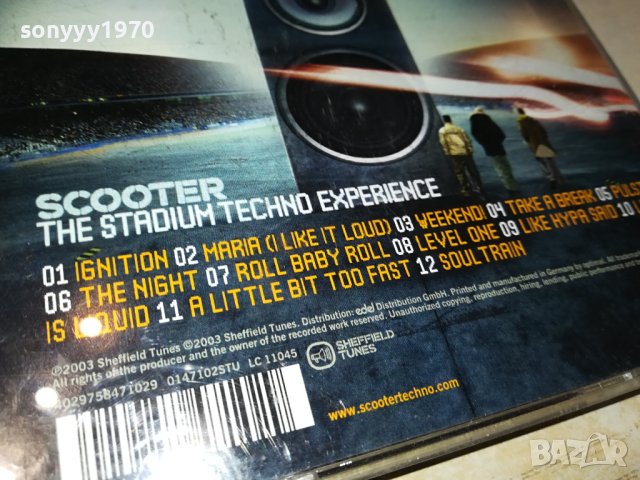 sonyyy1970
SCOOTER
THE STADIUM TECHNO EXPERIENCE
01 IGNITION 02 MARIA (I LIKE IT LOUD) 03 WEEKEND! 04 TAKE A BREAK 05
06 THE NIGHT 07 ROLL BABY ROLL 08 LEVEL ONE 09 LIKE HYPA SAID 10
IS LIQUID 11 A LITTLE BIT TOO FAST 12 SOULTRAIN
℗2003 Sheffield Tunes ©2003 Sheffield Tunes. Distribution: edel Distribution GmbH. Printed and manufactured in Germany
All rights of the producer and the owner of the recorded work reserved. Unauthorized copying, reproduction, hiring, lending, public performance
4029758471029 0147102STU LC 11045
SHEFFIELD
TUNES
www.scootertechno.com
BAZAR
bg